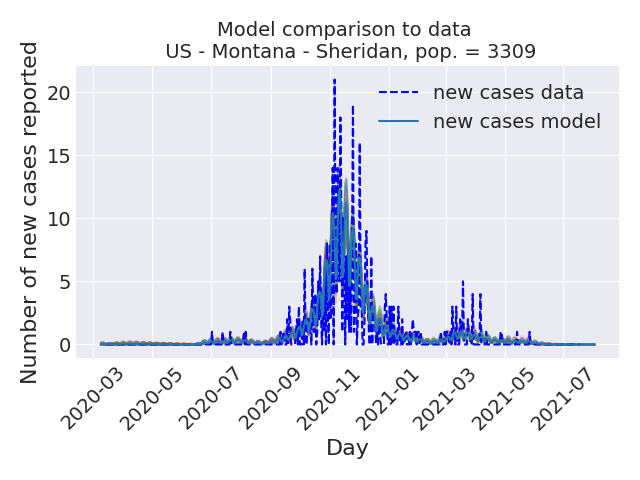 Model comparison to data
US - Montana - Sheridan, pop. = 3309
Number of new cases reported
20
15
10
5
0
new cases data
new cases model
2020-03
2020-05
2020-07
2020-09
2020-11
2021-01
2021-03
2021-05
2021-07
Day